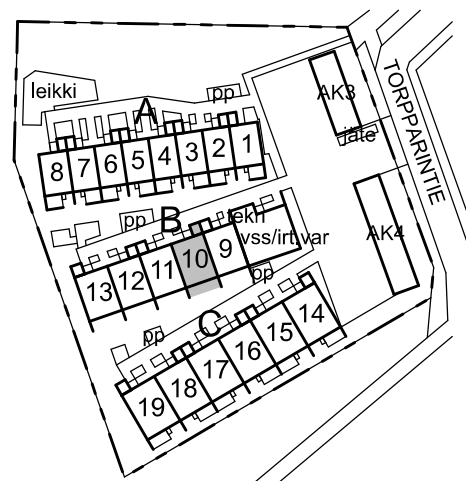 leikki
A
pp
AK3
TORPPARINTIE
jäte
8 7 6 5 4 3 2 1
pp
B
tekn
vss/irt.var
AK4
13 12 11 10 9
pp
C
pp
19 18 17 16 15 14